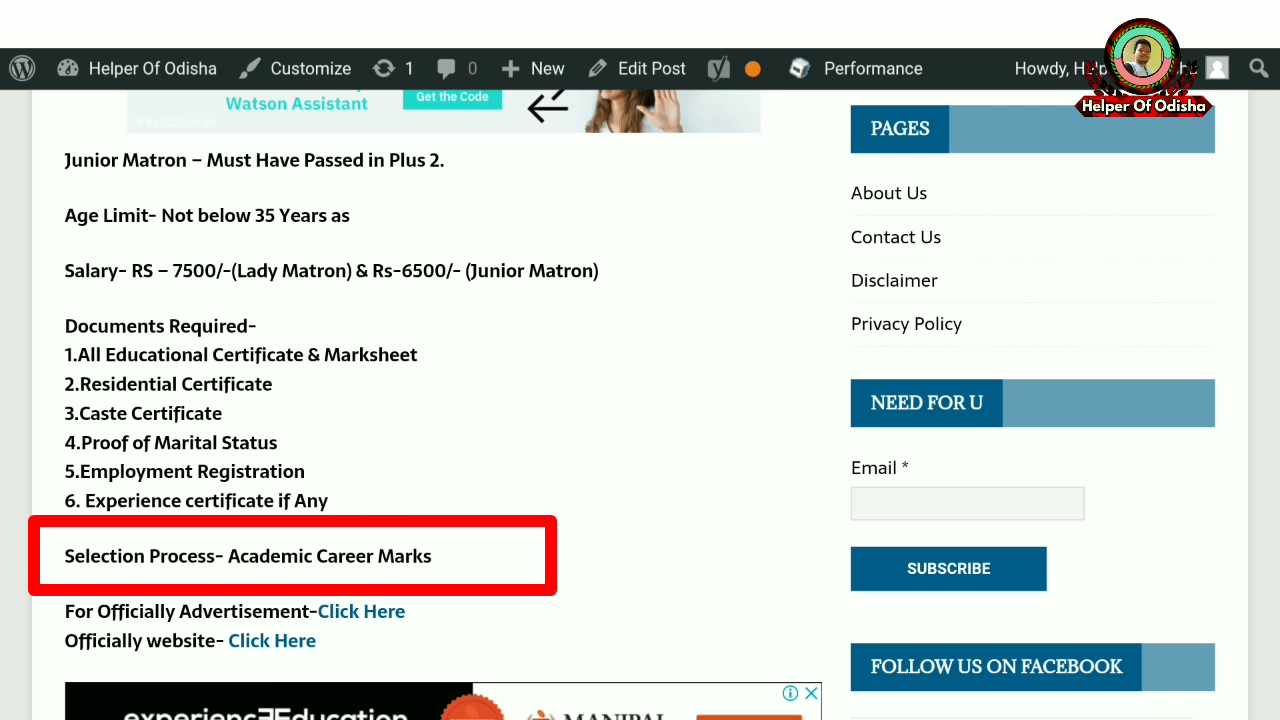 Helper Of Odisha
Customize
1
0
New
Edit Post
Performance
Howdy,
Helper Of Odisha
Watson Assistant
Get the Code
Junior Matron – Must Have Passed in Plus 2.
Age Limit- Not below 35 Years as
Salary- RS – 7500/-(Lady Matron) & Rs-6500/- (Junior Matron)
Documents Required-
1.All Educational Certificate & Marksheet
2.Residential Certificate
3.Caste Certificate
4.Proof of Marital Status
5.Employment Registration
6. Experience certificate if Any
Selection Process- Academic Career Marks
For Officially Advertisement-Click Here
Officially website- Click Here
MANIPAL
PAGES
About Us
Contact Us
Disclaimer
Privacy Policy
NEED FOR U
Email *
SUBSCRIBE
FOLLOW US ON FACEBOOK